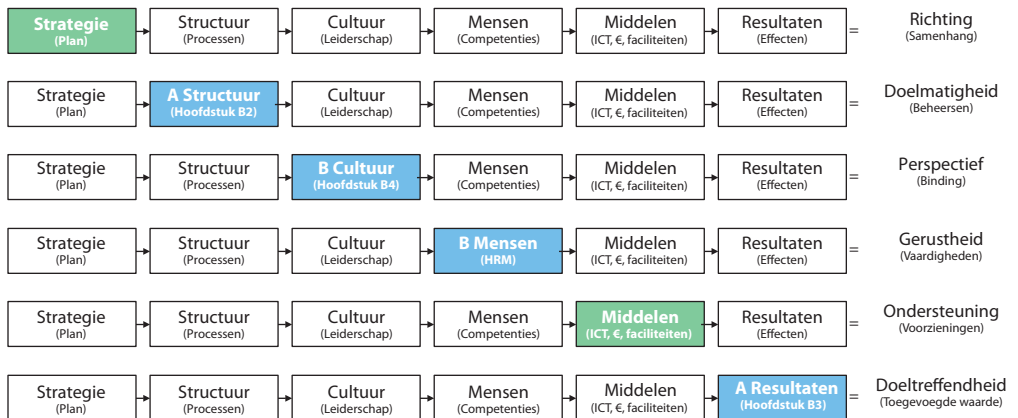 Strategie Structuur Cultuur Mensen Middelen Resultaten = Richting
(Plan) (Processen) (Leiderschap) (Competenties) (ICT, €, faciliteiten) (Effecten) (Samenhang)
Strategie A Structuur Cultuur Mensen Middelen Resultaten = Doelmatigheid
(Plan) (Hoofdstuk B2) (Leiderschap) (Competenties) (ICT, €, faciliteiten) (Effecten) (Beheersen)
Strategie Structuur B Cultuur Mensen Middelen Resultaten = Perspectief
(Plan) (Processen) (Hoofdstuk B4) (Competenties) (ICT, €, faciliteiten) (Effecten) (Binding)
Strategie Structuur Cultuur B Mensen Middelen Resultaten = Gerustheid
(Plan) (Processen) (Leiderschap) (HRM) (ICT, €, faciliteiten) (Effecten) (Vaardigheden)
Strategie Structuur Cultuur Mensen Middelen Resultaten = Ondersteuning
(Plan) (Processen) (Leiderschap) (Competenties) (ICT, €, faciliteiten) (Effecten) (Voorzieningen)
Strategie Structuur Cultuur Mensen Middelen A Resultaten = Doeltreffendheid
(Plan) (Processen) (Leiderschap) (Competenties) (ICT, €, faciliteiten) (Hoofdstuk B3) (Toegevoegde waarde)